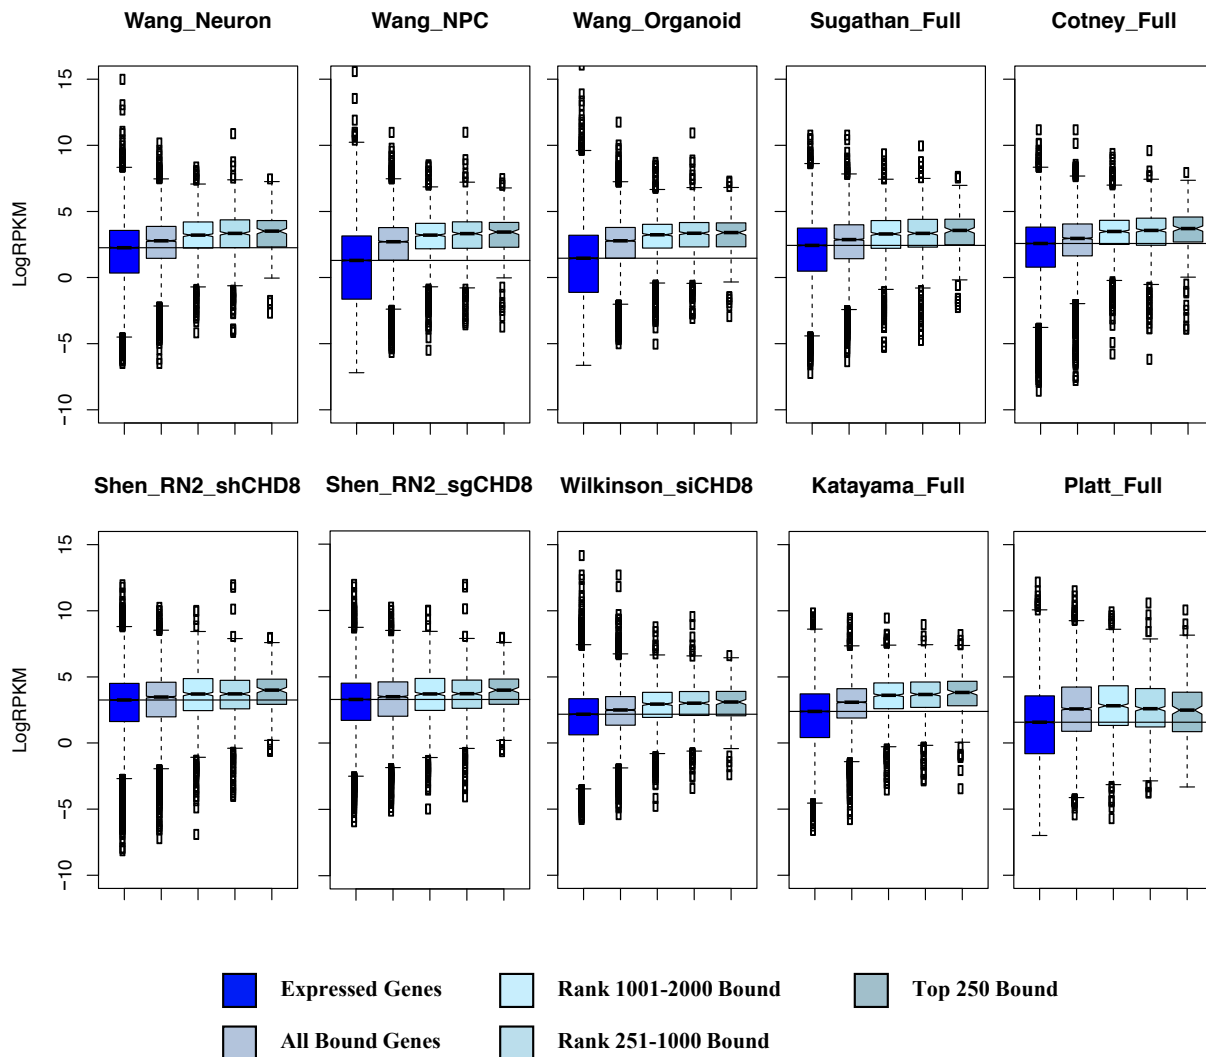 Wang_Neuron Wang_NPC Wang_Organoid Sugathan_Full Cotney_Full
15
10
5
0
−5
−10
LogRPKM
Shen_RN2_shCHD8 Shen_RN2_sgCHD8 Wilkinson_siCHD8 Katayama_Full Platt_Full
15
10
5
0
−5
−10
LogRPKM
Expressed Genes Rank 1001-2000 Bound Top 250 Bound
All Bound Genes Rank 251-1000 Bound